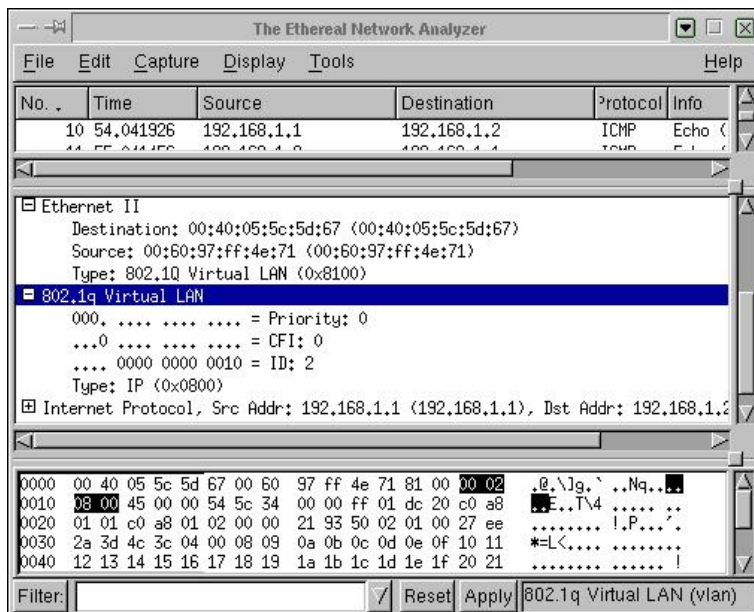 The Ethereal Network Analyzer
File Edit Capture Display Tools Help
No. . Time Source Destination Protocol Info
10 54.041926 192.168.1.1 192.168.1.2 ICMP Echo (
Ethernet II
Destination: 00:40:05:5c:5d:67 (00:40:05:5c:5d:67)
Source: 00:60:97:ff:4e:71 (00:60:97:ff:4e:71)
Type: 802.1Q Virtual LAN (0x8100)
802.1q Virtual LAN
000. .... .... .... = Priority: 0
...0 .... .... .... = CFI: 0
.... 0000 0000 0010 = ID: 2
Type: IP (0x0800)
Internet Protocol, Src Addr: 192.168.1.1 (192.168.1.1), Dst Addr: 192.168.1.2
0000 00 40 05 5c 5d 67 00 60 97 ff 4e 71 81 00 00 02 .@.\]g.` ..Nq....
0010 08 00 45 00 00 54 5c 34 00 00 ff 01 dc 20 c0 a8 ..E..T\4 ..... ..
0020 01 01 c0 a8 01 02 00 00 21 93 50 02 01 00 27 ee ........ !.P...'.
0030 2a 3d 4c 3c 04 00 08 09 0a 0b 0c 0d 0e 0f 10 11 *=L<.... ........
0040 12 13 14 15 16 17 18 19 1a 1b 1c 1d 1e 1f 20 21 ........ ...... !
Filter: Reset Apply 802.1q Virtual LAN (vlan)